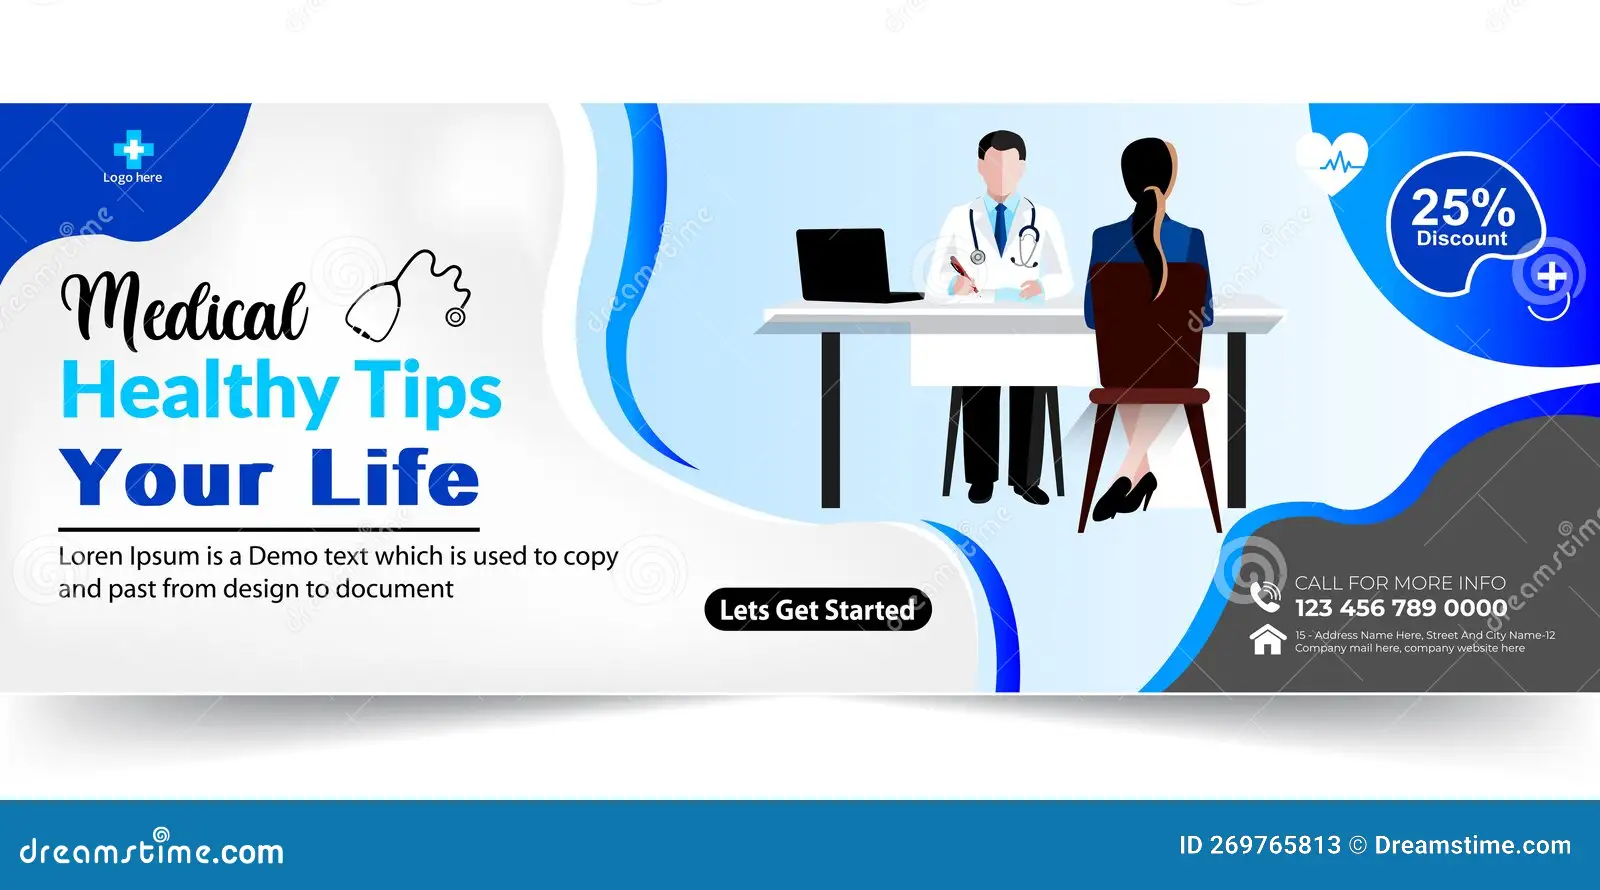 Logo here
Medical
Healthy Tips
Your Life
Loren Ipsum is a Demo text which is used to copy
and past from design to document
Lets Get Started
25%
Discount
CALL FOR MORE INFO
123 456 789 0000
15 - Address Name Here, Street And City Name-12
Company mail here, company website here
dreamstime.com
ID 269765813 © Dreamstime.com